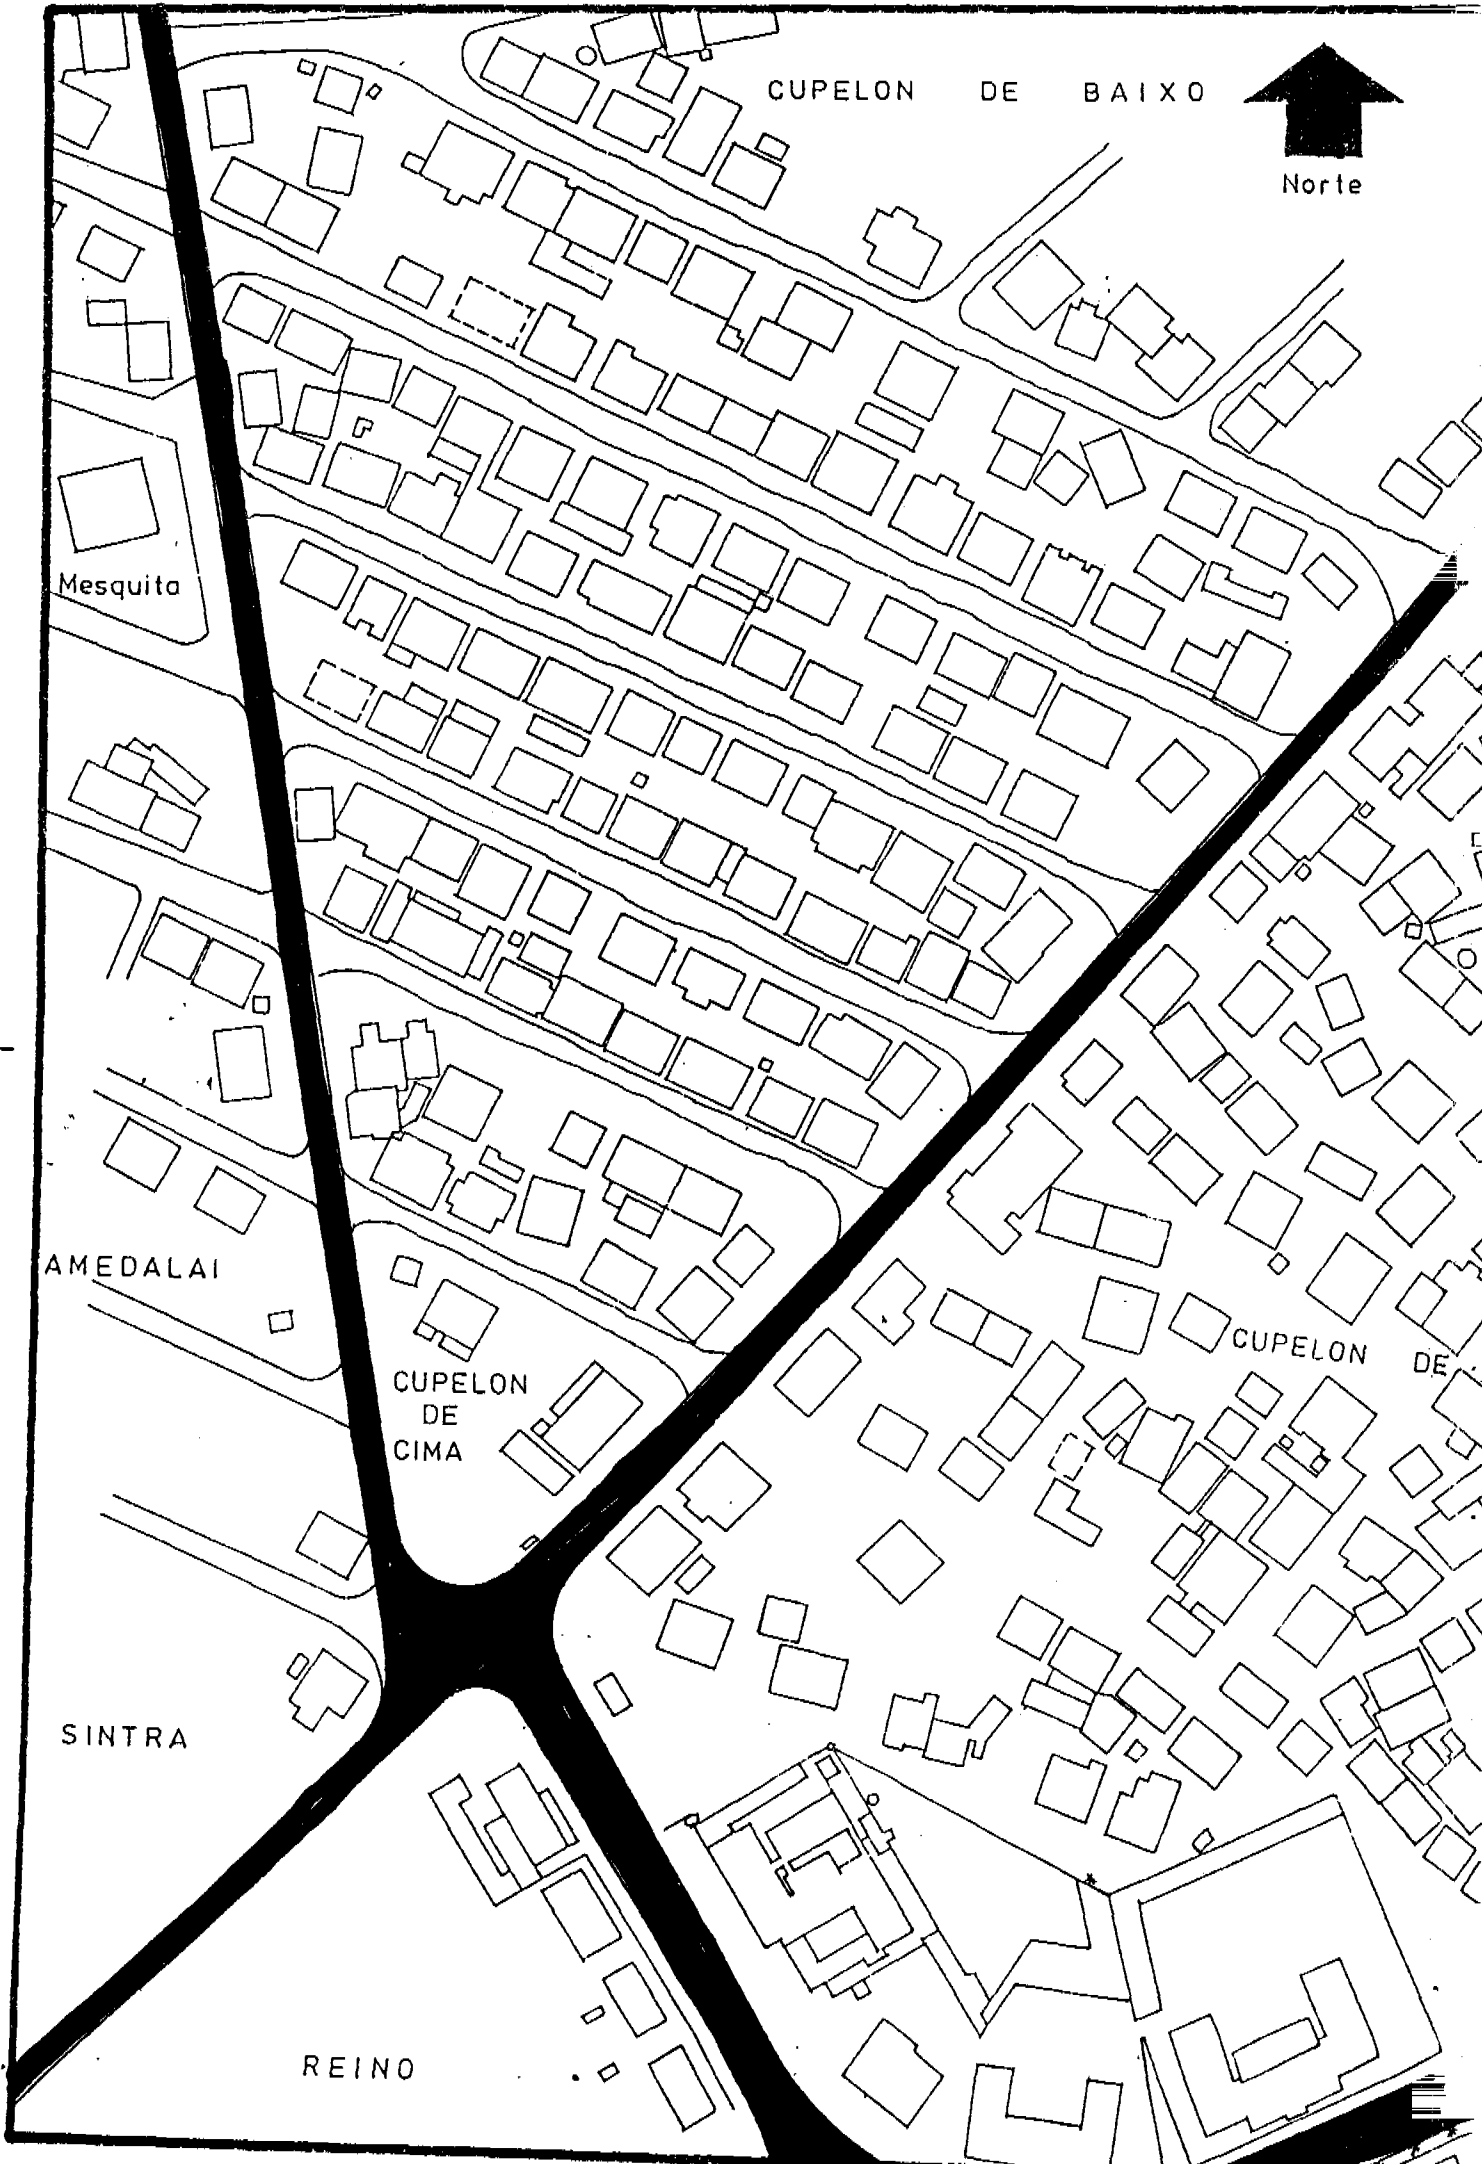 CUPELON DE BAIXO
Norte
Mesquita
AMEDALAI
CUPELON DE
CUPELON
DE
CIMA
SINTRA
REINO